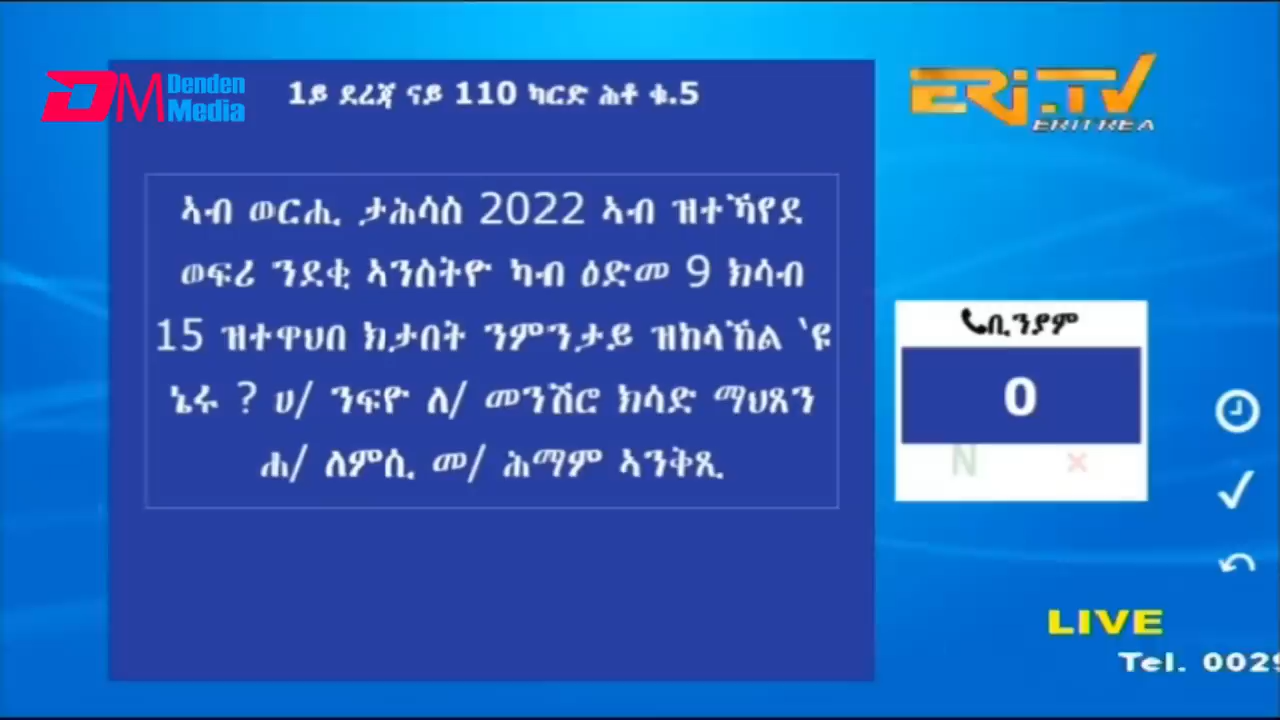 DM Denden Media
1ይ ደረጃ ናይ 110 ካርድ ሕቶ ቁ.5
ERi.TV
ERITREA
ኣብ ወርሒ ታሕሳስ 2022 ኣብ ዝተኻየደ
ወፍሪ ንደቂ ኣንስትዮ ካብ ዕድመ 9 ክሳብ
15 ዝተዋህበ ክታበት ንምንታይ ዝከላኸል ‛ዩ
ኔሩ ? ሀ/ ንፍዮ ለ/ መንሽሮ ክሳድ ማህጸን
ሐ/ ለምሲ መ/ ሕማም ኣንቅጺ
ቢንያም
0
N ×
LIVE
Tel. 0029